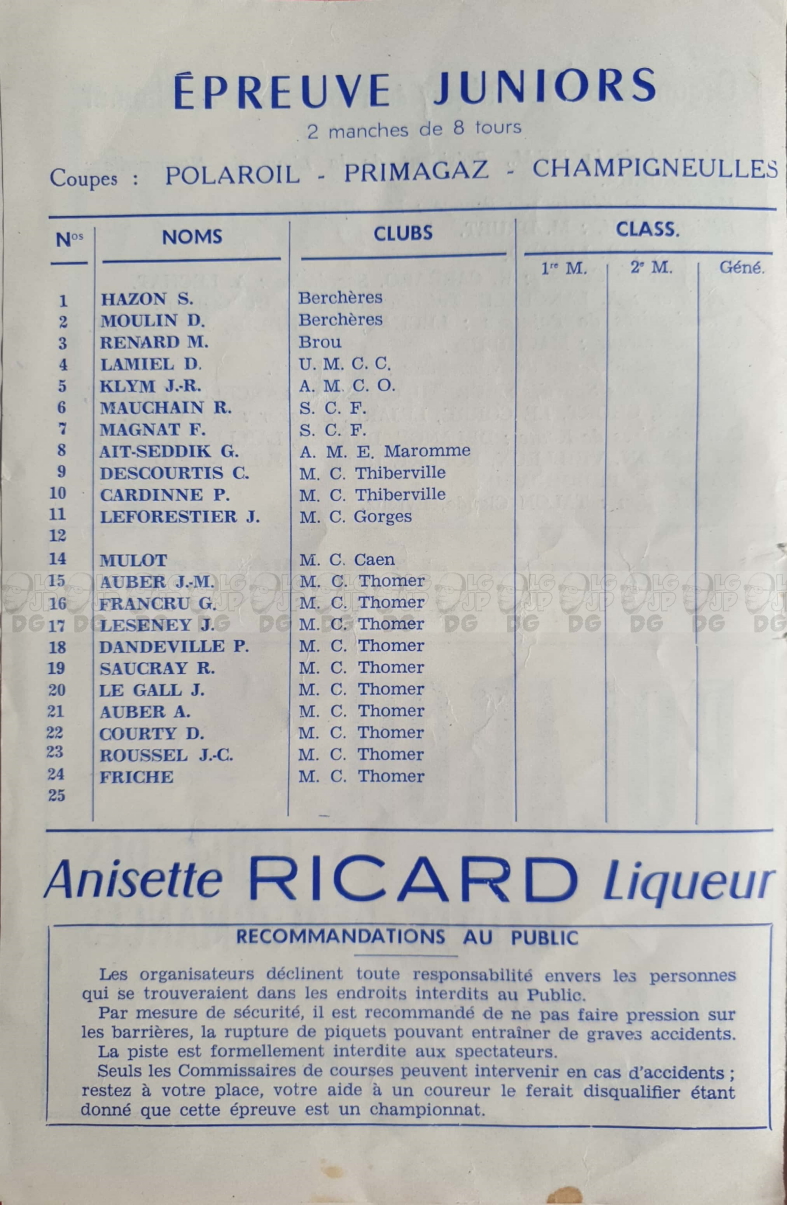 ÉPREUVE JUNIORS
2 manches de 8 tours
Coupes : POLAROIL - PRIMAGAZ - CHAMPIGNEULLES
Nos NOMS CLUBS CLASS.
1re M. 2e M. Géné.
1 HAZON S. Berchères
2 MOULIN D. Berchères
3 RENARD M. Brou
4 LAMIEL D. U. M. C. C.
5 KLYM J.-R. A. M. C. O.
6 MAUCHAIN R. S. C. F.
7 MAGNAT F. S. C. F.
8 AIT-SEDDIK G. A. M. E. Maromme
9 DESCOURTIS C. M. C. Thiberville
10 CARDINNE P. M. C. Thiberville
11 LEFORESTIER J. M. C. Gorges
12
14 MULOT M. C. Caen
15 AUBER J.-M. M. C. Thomer
16 FRANCRU G. M. C. Thomer
17 LESENEY J. M. C. Thomer
18 DANDEVILLE P. M. C. Thomer
19 SAUCRAY R. M. C. Thomer
20 LE GALL J. M. C. Thomer
21 AUBER A. M. C. Thomer
22 COURTY D. M. C. Thomer
23 ROUSSEL J.-C. M. C. Thomer
24 FRICHE M. C. Thomer
25
Anisette RICARD Liqueur
RECOMMANDATIONS AU PUBLIC
Les organisateurs déclinent toute responsabilité envers les personnes
qui se trouveraient dans les endroits interdits au Public.
Par mesure de sécurité, il est recommandé de ne pas faire pression sur
les barrières, la rupture de piquets pouvant entraîner de graves accidents.
La piste est formellement interdite aux spectateurs.
Seuls les Commissaires de courses peuvent intervenir en cas d'accidents ;
restez à votre place, votre aide à un coureur le ferait disqualifier étant
donné que cette épreuve est un championnat.